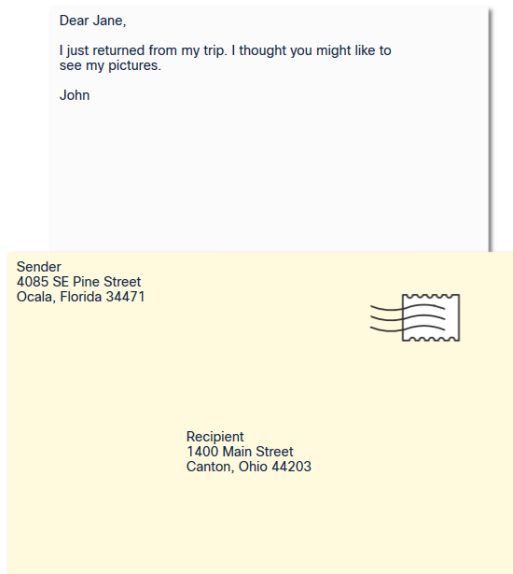 Dear Jane,
I just returned from my trip. I thought you might like to
see my pictures.
John
Sender
4085 SE Pine Street
Ocala, Florida 34471
Recipient
1400 Main Street
Canton, Ohio 44203